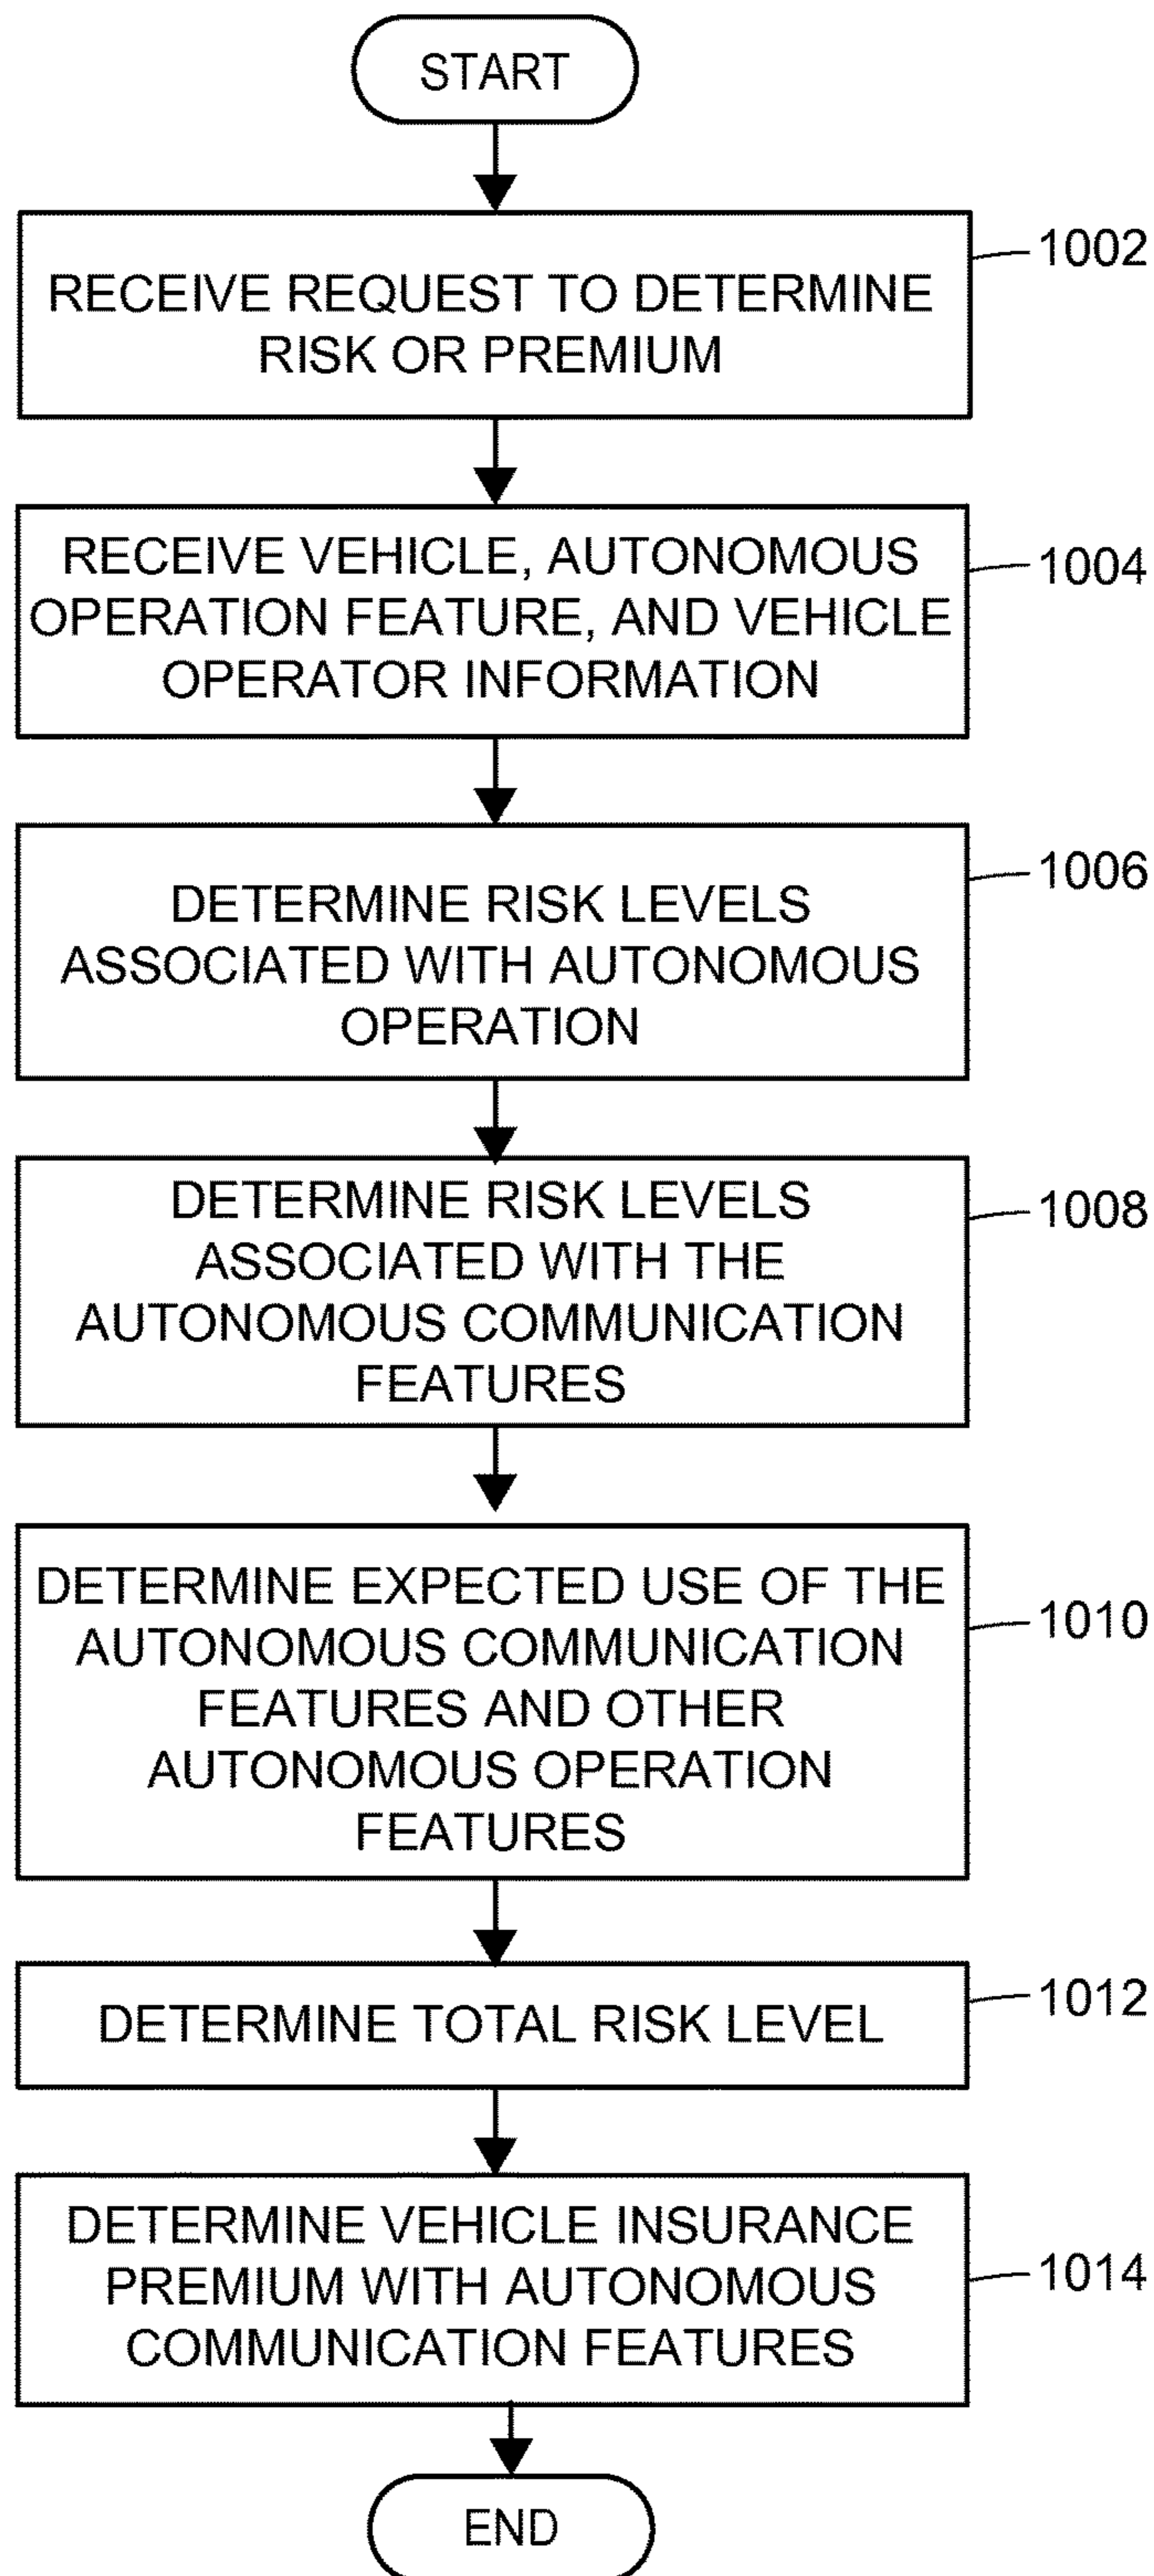 START
1002
RECEIVE REQUEST TO DETERMINE
RISK OR PREMIUM
1004
RECEIVE VEHICLE, AUTONOMOUS
OPERATION FEATURE, AND VEHICLE
OPERATOR INFORMATION
1006
DETERMINE RISK LEVELS
ASSOCIATED WITH AUTONOMOUS
OPERATION
1008
DETERMINE RISK LEVELS
ASSOCIATED WITH THE
AUTONOMOUS COMMUNICATION
FEATURES
1010
DETERMINE EXPECTED USE OF THE
AUTONOMOUS COMMUNICATION
FEATURES AND OTHER
AUTONOMOUS OPERATION
FEATURES
1012
DETERMINE TOTAL RISK LEVEL
1014
DETERMINE VEHICLE INSURANCE
PREMIUM WITH AUTONOMOUS
COMMUNICATION FEATURES
END